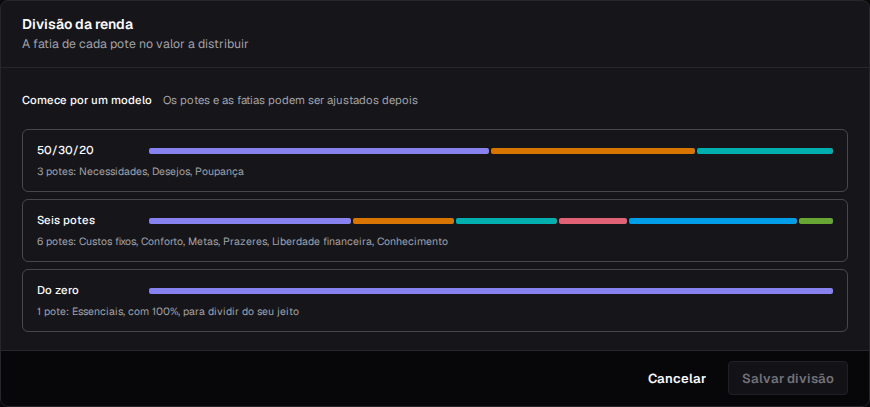 Divisão da renda
A fatia de cada pote no valor a distribuir
Comece por um modelo Os potes e as fatias podem ser ajustados depois
50/30/20
3 potes: Necessidades, Desejos, Poupança
Seis potes
6 potes: Custos fixos, Conforto, Metas, Prazeres, Liberdade financeira, Conhecimento
Do zero
1 pote: Essenciais, com 100%, para dividir do seu jeito
Cancelar Salvar divisão